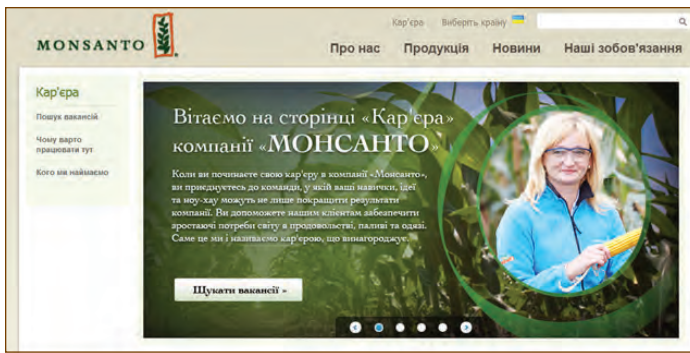 Кар'єра Виберіть країну
MONSANTO
Про нас Продукція Новини Наші зобов'язання
Кар'єра
Пошук вакансій
Чому варто
працювати тут
Кого ми наймаємо
Вітаємо на сторінці «Кар'єра»
компанії «МОНСАНТО»
Коли ви починаєте свою кар'єру в компанії «Монсанто»,
ви приєднуєтесь до команди, у якій ваші навички, ідеї
та ноу-хау можуть не лише покращити результати
компанії. Ви допоможете нашим клієнтам забезпечити
зростаючі потреби світу в продовольстві, паливі та одязі.
Саме це ми і називаємо кар'єрою, що винагороджує.
Шукати вакансії »